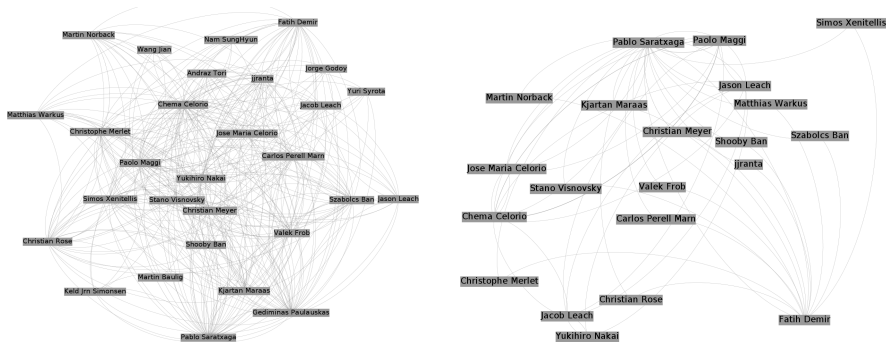 Fatih Demir
Martin Norback
Nam SungHyun
Wang Jian
Jorge Godoy
Andraz Tori
jjranta
Yuri Syrota
Chema Celorio
Jacob Leach
Matthias Warkus
Christophe Merlet
Jose Maria Celorio
Carlos Perell Marn
Paolo Maggi
Yukihiro Nakai
Simos Xenitellis
Stano Visnovsky
Szabolcs Ban
Jason Leach
Christian Meyer
Valek Frob
Christian Rose
Shooby Ban
Martin Baulig
Keld Jrn Simonsen
Kjartan Maraas
Gediminas Paulauskas
Pablo Saratxaga
Simos Xenitellis
Pablo Saratxaga
Paolo Maggi
Jason Leach
Martin Norback
Kjartan Maraas
Matthias Warkus
Christian Meyer
Szabolcs Ban
Shooby Ban
jjranta
Jose Maria Celorio
Stano Visnovsky
Valek Frob
Chema Celorio
Carlos Perell Marn
Christophe Merlet
Christian Rose
Jacob Leach
Fatih Demir
Yukihiro Nakai